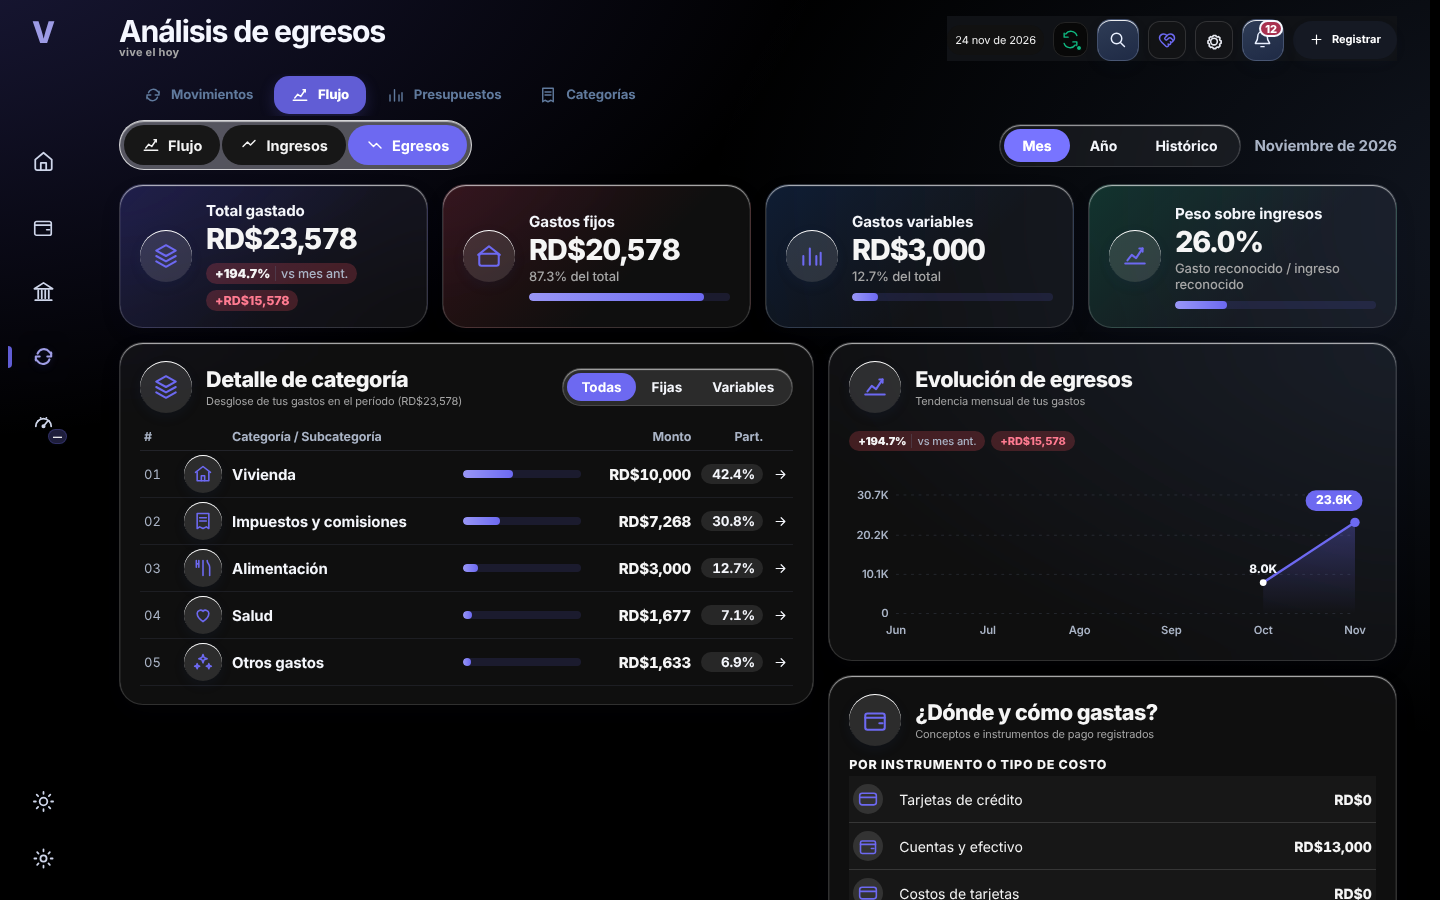 V
Análisis de egresos
vive el hoy
24 nov de 2026
12
Registrar
Movimientos
Flujo
Presupuestos
Categorías
Flujo
Ingresos
Egresos
Mes
Año
Histórico
Noviembre de 2026
Total gastado
RD$23,578
+194.7% vs mes ant.
+RD$15,578
Gastos fijos
RD$20,578
87.3% del total
Gastos variables
RD$3,000
12.7% del total
Peso sobre ingresos
26.0%
Gasto reconocido / ingreso
reconocido
Detalle de categoría
Desglose de tus gastos en el período (RD$23,578)
Todas
Fijas
Variables
# Categoría / Subcategoría Monto Part.
01 Vivienda RD$10,000 42.4% →
02 Impuestos y comisiones RD$7,268 30.8% →
03 Alimentación RD$3,000 12.7% →
04 Salud RD$1,677 7.1% →
05 Otros gastos RD$1,633 6.9% →
Evolución de egresos
Tendencia mensual de tus gastos
+194.7% vs mes ant.
+RD$15,578
30.7K
23.6K
20.2K
10.1K
8.0K
0
Jun Jul Ago Sep Oct Nov
¿Dónde y cómo gastas?
Conceptos e instrumentos de pago registrados
POR INSTRUMENTO O TIPO DE COSTO
Tarjetas de crédito RD$0
Cuentas y efectivo RD$13,000
Costos de tarjetas RD$0